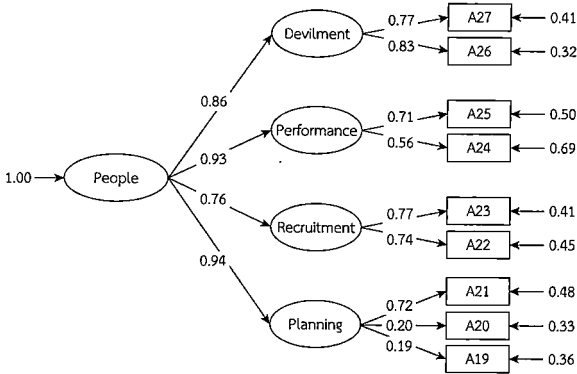 0.77 A27 0.41
Devilment
0.83 A26 0.32
0.86
0.71 A25 0.50
Performance
0.56 A24 0.69
0.93
1.00 People
0.76
0.77 A23 0.41
Recruitment
0.74 A22 0.45
0.94
0.72 A21 0.48
Planning 0.20 A20 0.33
0.19 A19 0.36